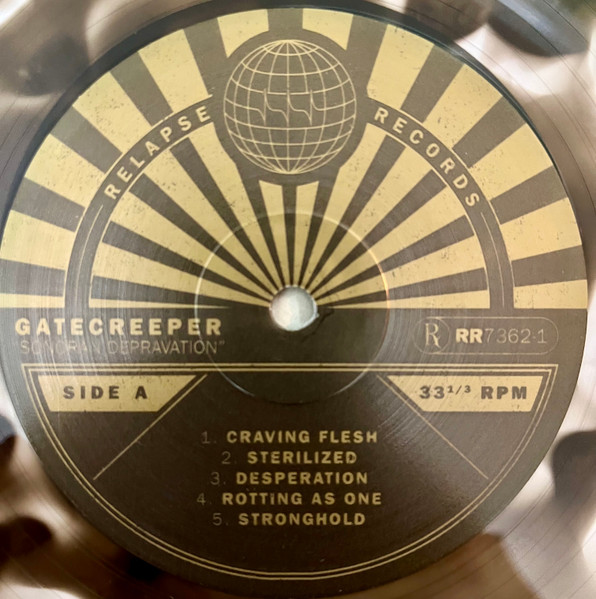 RELAPSE RECORDS
GATECREEPER
"SONORAN DEPRAVATION"
R RR7362-1
SIDE A
33 1/3 RPM
1. CRAVING FLESH
2. STERILIZED
3. DESPERATION
4. ROTTING AS ONE
5. STRONGHOLD